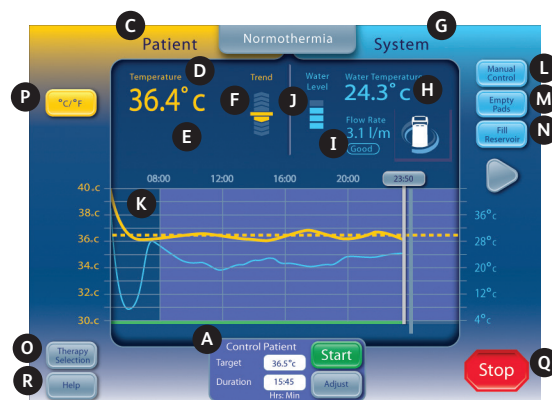 C
G
Normothermia
Patient
System
Temperature D
36.4°c
E
Trend
F
Water
Level
J
Water Temperature
24.3°c H
Flow Rate
3.1 l/m
I
Good
P
°C/°F
Manual
Control
L
Empty
Pads
M
Fill
Reservoir
N
08:00 12:00 16:00 20:00 23:50
K
40.c
38.c
36.c
34.c
32.c
30.c
36°c
28°c
20°c
12°c
4°c
A
Control Patient
Target 36.5°c
Start
Duration 15:45
Hrs: Min
Adjust
O
Therapy
Selection
R
Help
Stop
Q